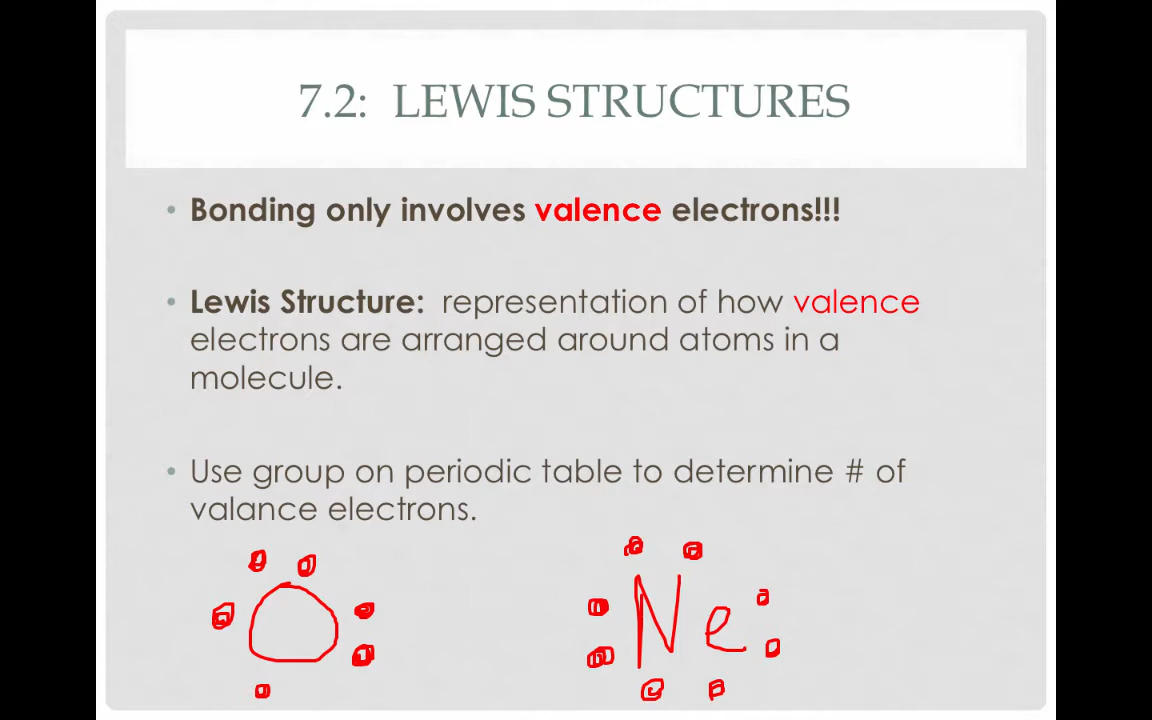 7.2: LEWIS STRUCTURES
• Bonding only involves valence electrons!!!
• Lewis Structure: representation of how valence
electrons are arranged around atoms in a
molecule.
• Use group on periodic table to determine # of
valance electrons.
O Ne